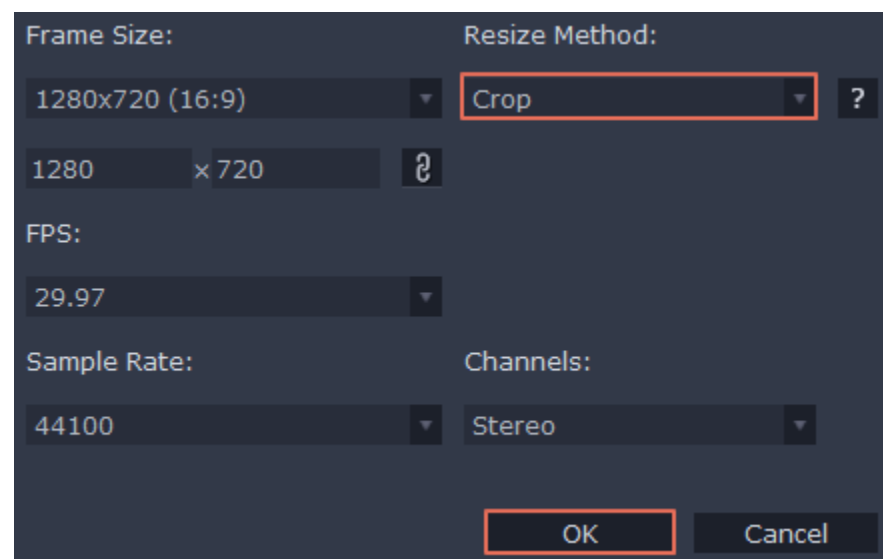 Frame Size: Resize Method:
1280x720 (16:9) Crop ?
1280 × 720
FPS:
29.97
Sample Rate: Channels:
44100 Stereo
OK Cancel